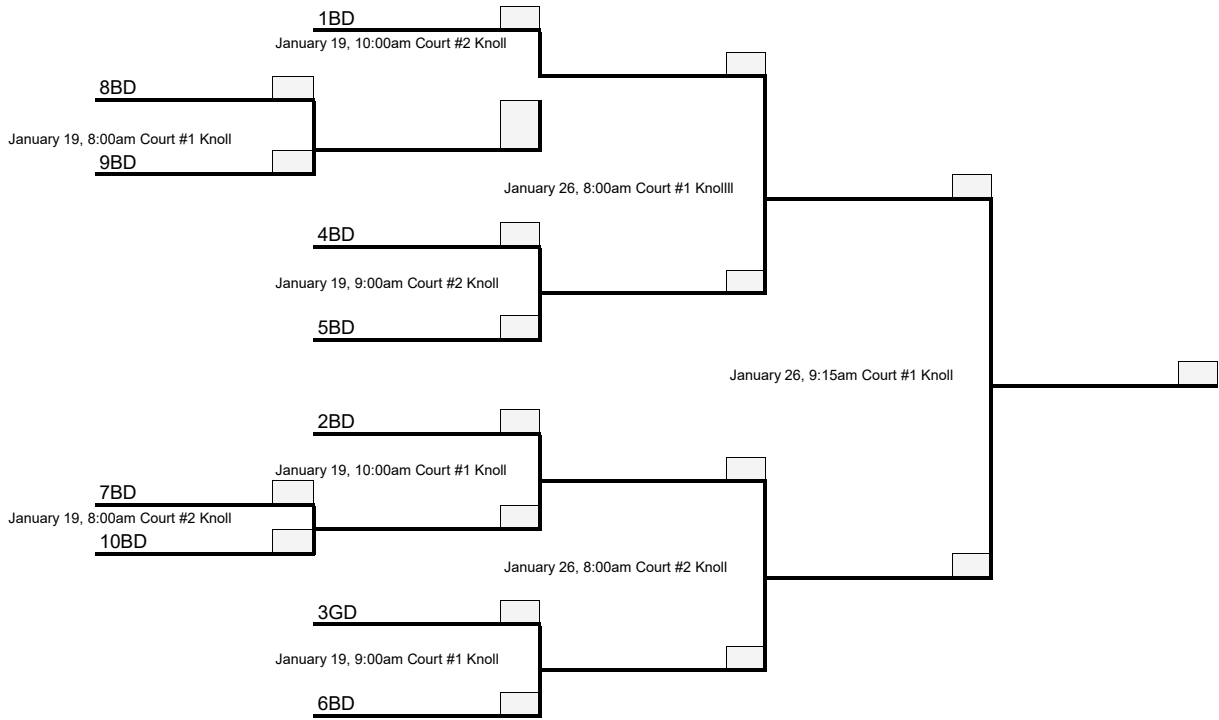 1BD
January 19, 10:00am Court #2 Knoll
8BD
January 19, 8:00am Court #1 Knoll
9BD
January 26, 8:00am Court #1 Knollll
4BD
January 19, 9:00am Court #2 Knoll
5BD
January 26, 9:15am Court #1 Knoll
2BD
January 19, 10:00am Court #1 Knoll
7BD
January 19, 8:00am Court #2 Knoll
10BD
January 26, 8:00am Court #2 Knoll
3GD
January 19, 9:00am Court #1 Knoll
6BD